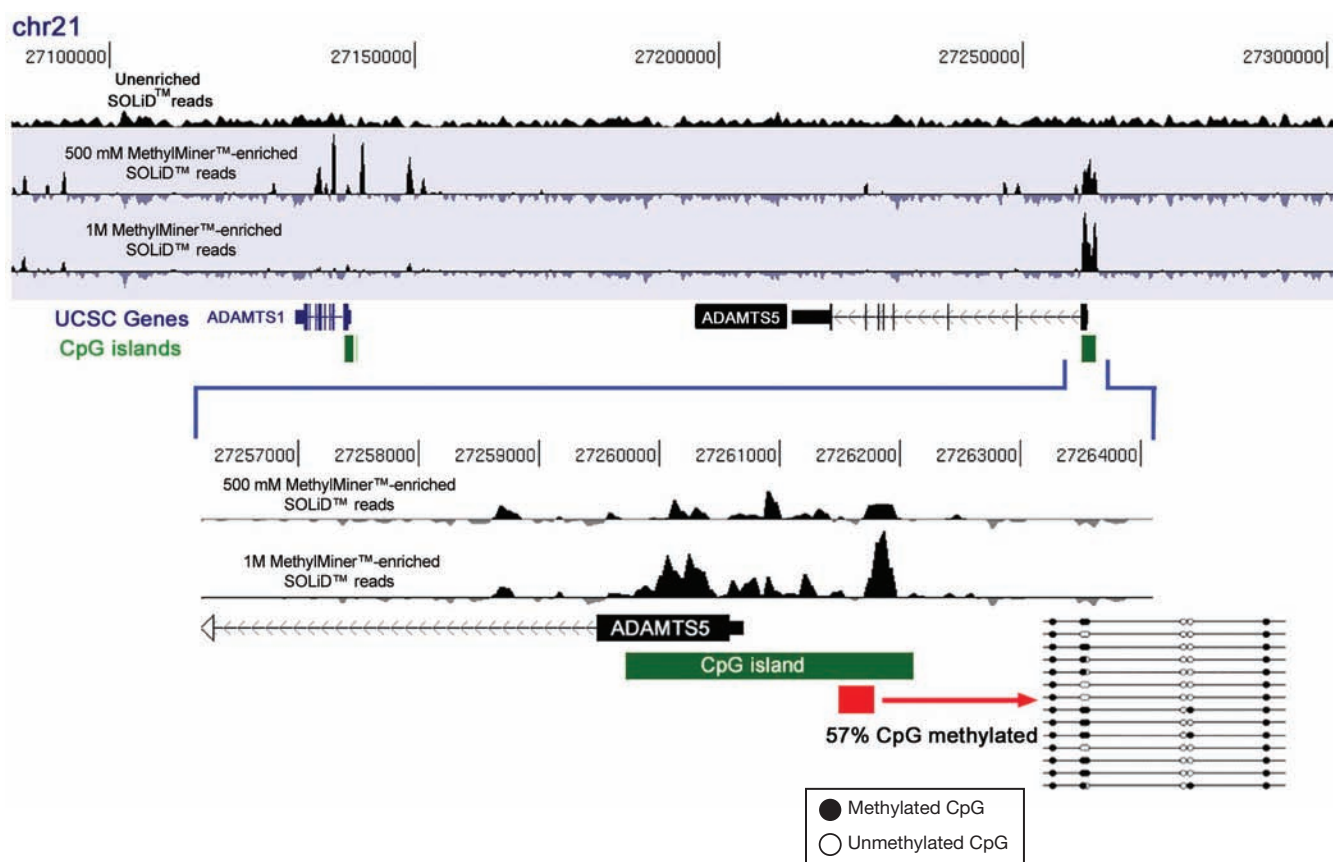 chr21
27100000 27150000 27200000 27250000 27300000
Unenriched
SOLiD™ reads
500 mM MethylMiner™-enriched
SOLiD™ reads
1M MethylMiner™-enriched
SOLiD™ reads
UCSC Genes ADAMTS1 ADAMTS5
CpG islands
27257000 27258000 27259000 27260000 27261000 27262000 27263000 27264000
500 mM MethylMiner™-enriched
SOLiD™ reads
1M MethylMiner™-enriched
SOLiD™ reads
ADAMTS5
CpG island
57% CpG methylated
Methylated CpG
Unmethylated CpG